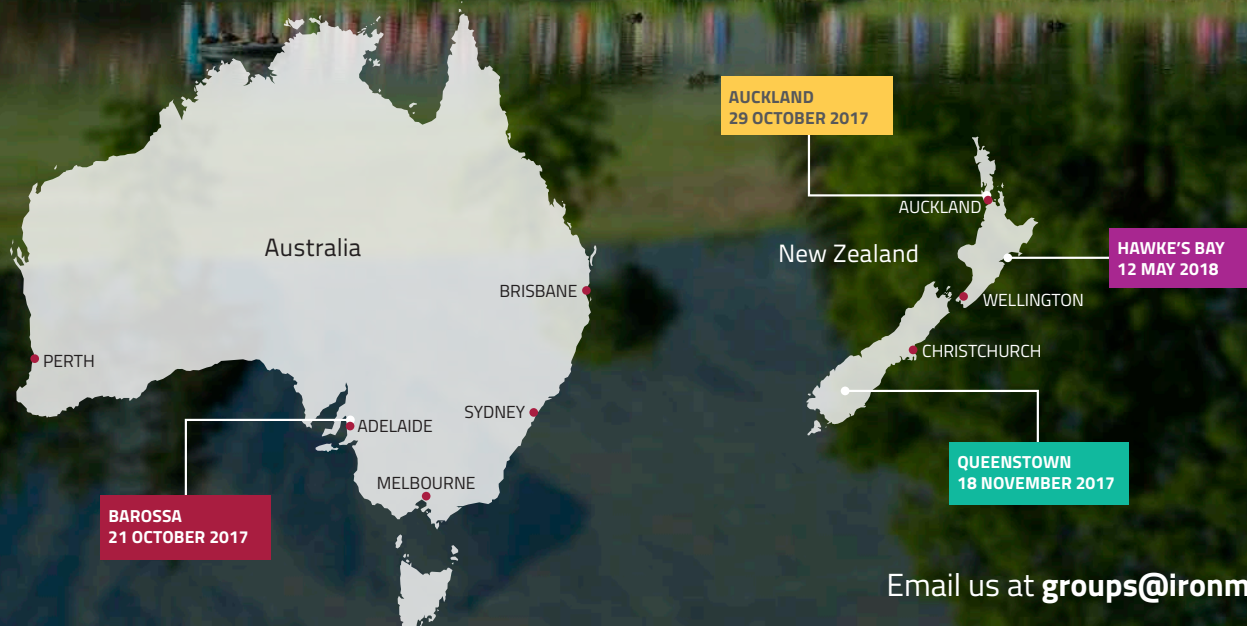 AUCKLAND
29 OCTOBER 2017
AUCKLAND
Australia
New Zealand
HAWKE'S BAY
12 MAY 2018
BRISBANE
WELLINGTON
PERTH
CHRISTCHURCH
SYDNEY
ADELAIDE
QUEENSTOWN
18 NOVEMBER 2017
MELBOURNE
BAROSSA
21 OCTOBER 2017
Email us at groups@ironm